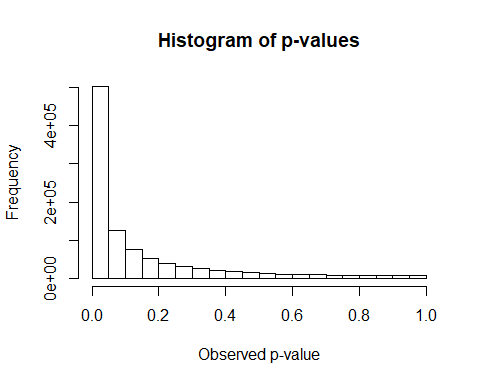 Histogram of p-values
Frequency
4e+05
2e+05
0e+00
0.0 0.2 0.4 0.6 0.8 1.0
Observed p-value